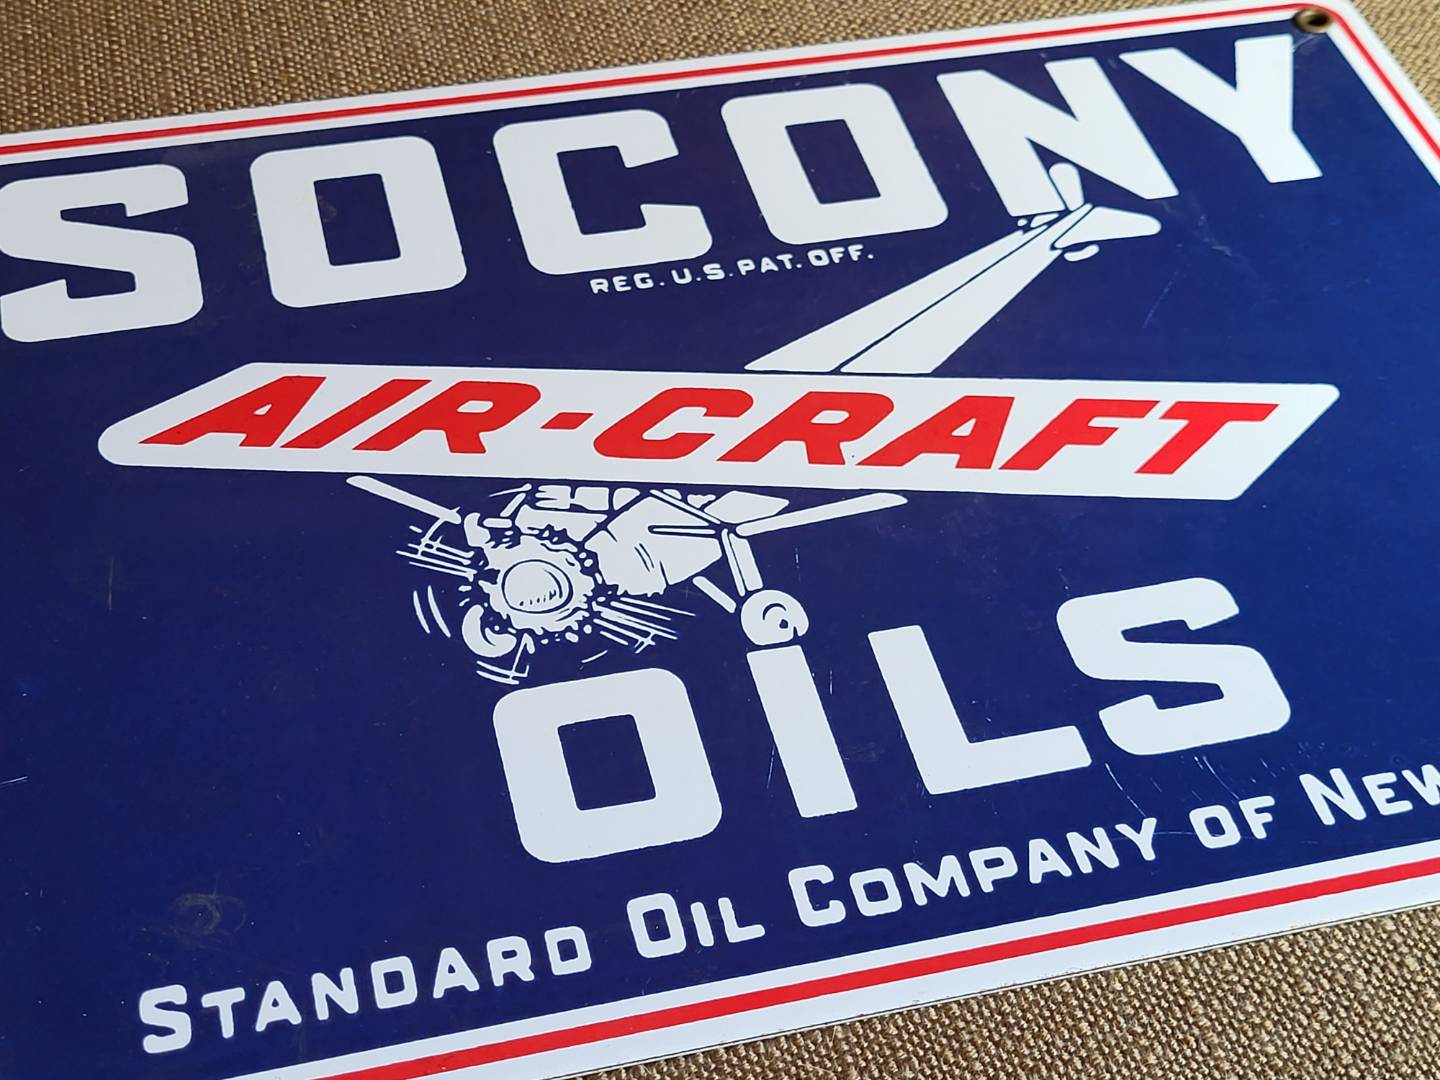 SOCONY
REG. U.S. PAT. OFF.
AIR-CRAFT
OILS
STANDARD OIL COMPANY OF NEW